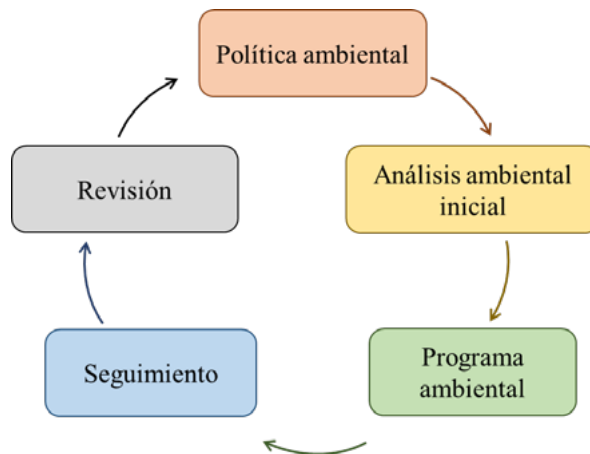 Política ambiental
Análisis ambiental
inicial
Programa
ambiental
Seguimiento
Revisión